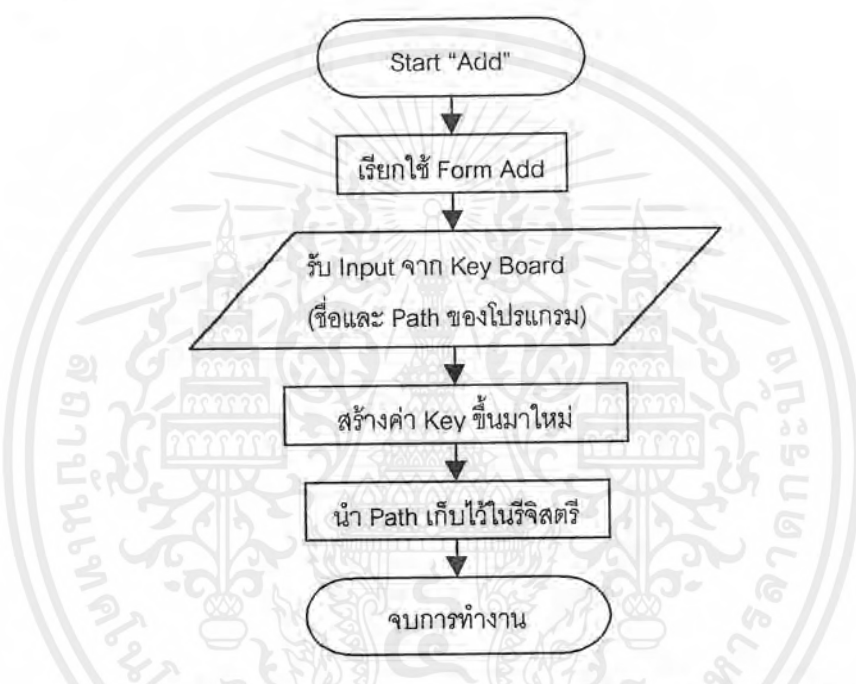 Start "Add"
เรียกใช้ Form Add
รับ Input จาก Key Board
(ชื่อและ Path ของโปรแกรม)
สร้างค่า Key ขึ้นมาใหม่
นำ Path เก็บไว้ในรีจิสตรี
จบการทำงาน